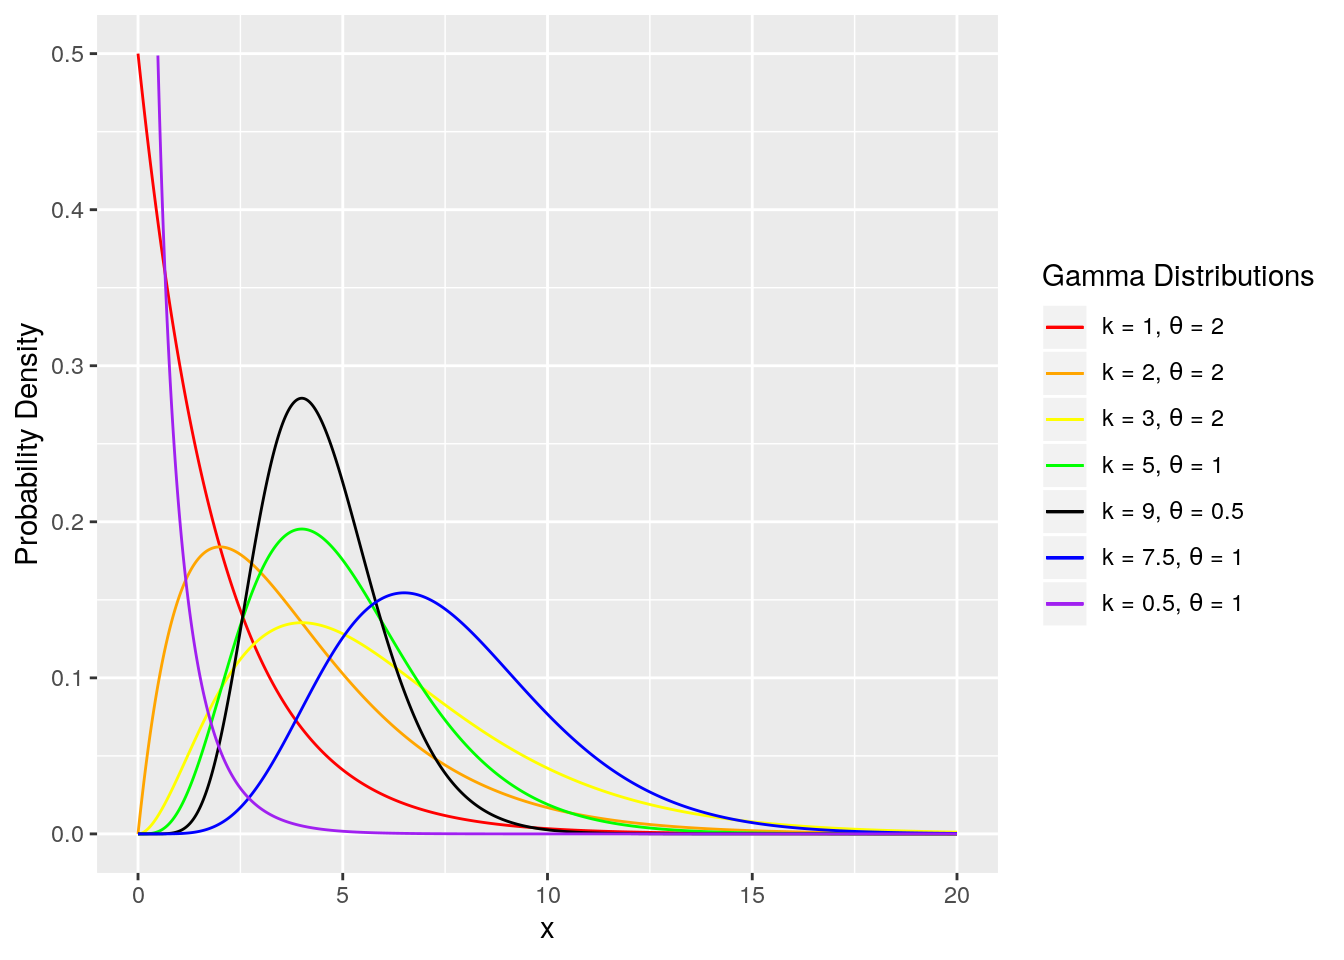 0.5
0.4
0.3
0.2
0.1
0.0
Probability Density
0 5 10 15 20
x
Gamma Distributions
k = 1, θ = 2
k = 2, θ = 2
k = 3, θ = 2
k = 5, θ = 1
k = 9, θ = 0.5
k = 7.5, θ = 1
k = 0.5, θ = 1